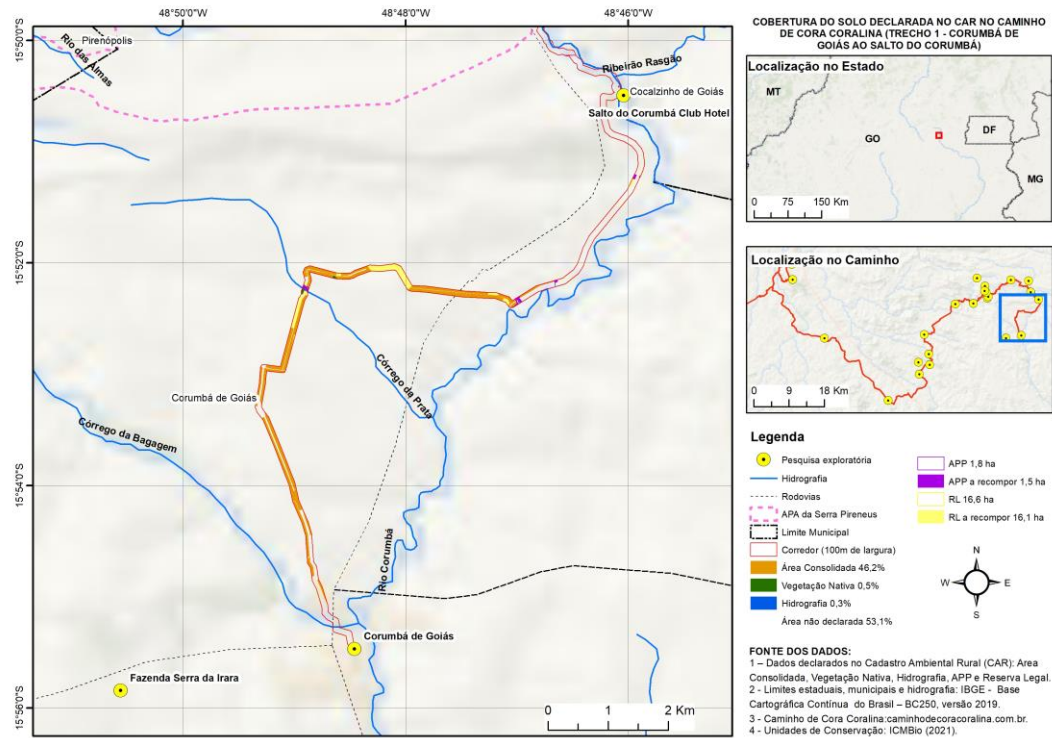 48°50'0"S
48°48'0"S
48°46'0"S
COBERTURA DO SOLO DECLARADA NO CAR NO CAMINHO
DE CORA CORALINA (TRECHO 1 - CORUMBÁ DE
GOIÁS AO SALTO DO CORUMBÁ)
15°50'0"S
Pirenópolis
Rio das Almas
Ribeirão Rasgão
Cocalzinho de Goiás
Salto do Corumbá Club Hotel
Localização no Estado
MT
GO
DF
MG
0 75 150 Km
15°52'0"S
Córrego da Prata
Corumbá de Goiás
Córrego da Bagagem
Localização no Caminho
0 9 18 Km
15°54'0"S
Rio Corumbá
Corumbá de Goiás
Fazenda Serra da Irara
15°56'0"S
0 1 2 Km
Legenda
Pesquisa exploratória
Hidrografia
Rodovias
APA da Serra Pireneus
Limite Municipal
Corredor (100m de largura)
Área Consolidada 46,2%
Vegetação Nativa 0,5%
Hidrografia 0,3%
Área não declarada 53,1%
APP 1,8 ha
APP a recompor 1,5 ha
RL 16,6 ha
RL a recompor 16,1 ha
N
W E
S
FONTE DOS DADOS:
1 – Dados declarados no Cadastro Ambiental Rural (CAR): Área
Consolidada, Vegetação Nativa, Hidrografia, APP e Reserva Legal.
2 - Limites estaduais, municipais e hidrografia: IBGE - Base
Cartográfica Contínua do Brasil – BC250, versão 2019.
3 - Caminho de Cora Coralina:caminhodecoracoralina.com.br.
4 - Unidades de Conservação: ICMBio (2021).